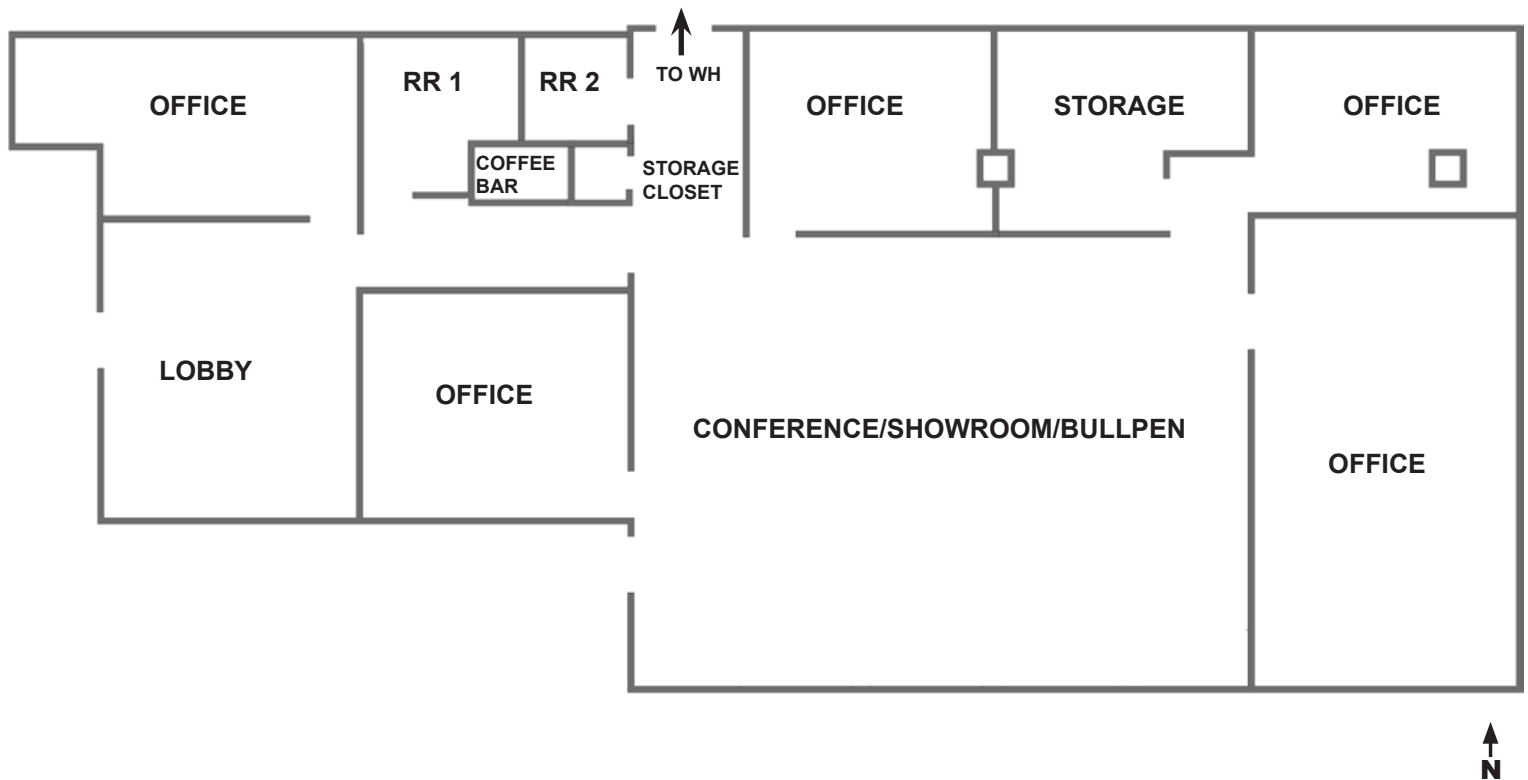 TO WH
RR 1
RR 2
OFFICE
OFFICE
STORAGE
OFFICE
COFFEE
BAR
STORAGE
CLOSET
LOBBY
OFFICE
CONFERENCE/SHOWROOM/BULLPEN
OFFICE
N